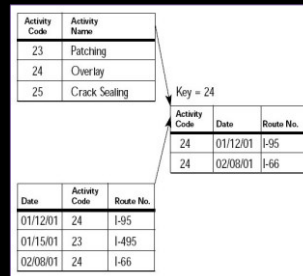 Activity Code Activity Name
23 Patching
24 Overlay
25 Crack Sealing
Key = 24
Activity Code Date Route No.
24 01/12/01 I-95
24 02/08/01 I-66
Date Activity Code Route No.
01/12/01 24 I-95
01/15/01 23 I-495
02/08/01 24 I-66